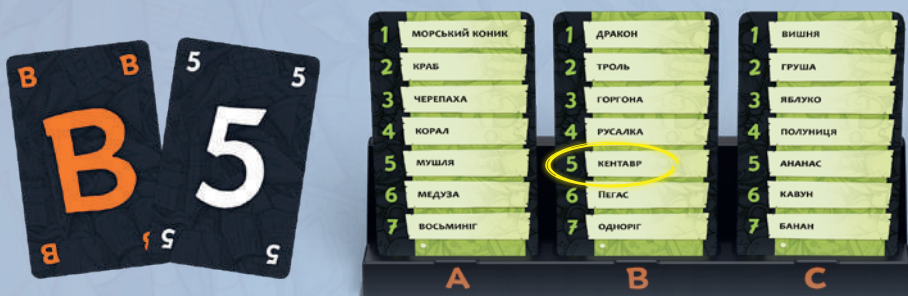 B B
B
B B
5 5
5
5 5
1 МОРСЬКИЙ КОНИК
2 КРАБ
3 ЧЕРЕПАХА
4 КОРАЛ
5 МУШЛЯ
6 МЕДУЗА
7 ВОСЬМИНІГ
A
1 ДРАКОН
2 ТРОЛЬ
3 ГОРГОНА
4 РУСАЛКА
5 КЕНТАВР
6 ПЕГАС
7 ОДНОРІГ
B
1 ВИШНЯ
2 ГРУША
3 ЯБЛУКО
4 ПОЛУНИЦЯ
5 АНАНАС
6 КАВУН
7 БАНАН
C